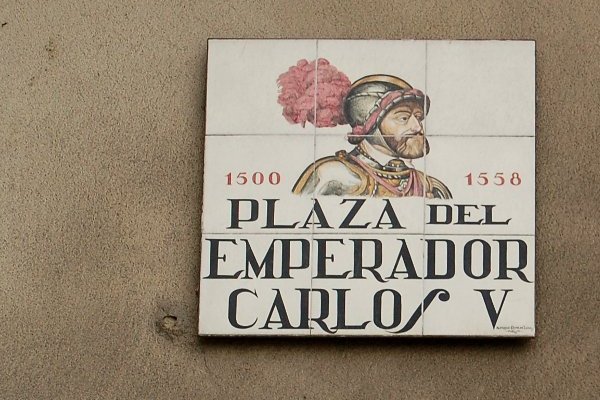 1500 1558
PLAZA DEL
EMPERADOR
CARLOS V